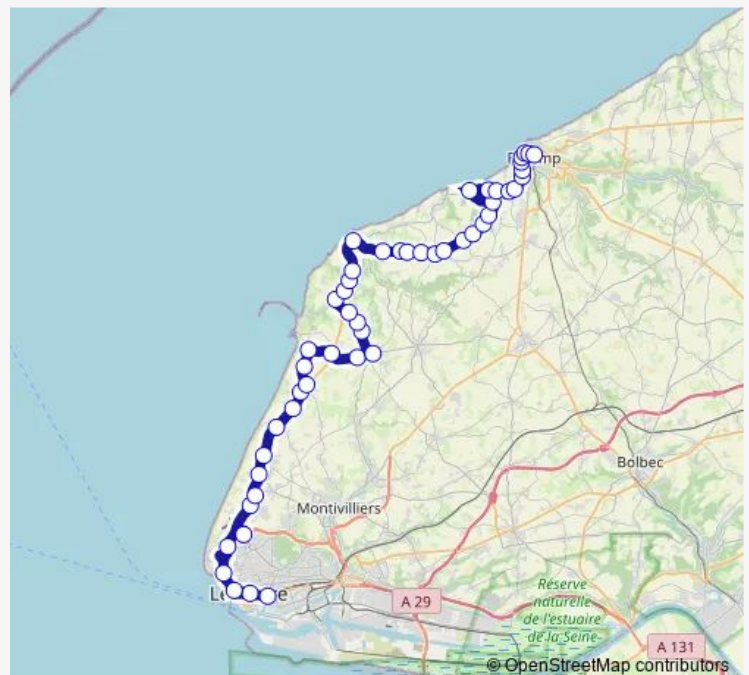 Bolbec
Montivilliers
Réserve
naturelle
de l'estuaire
de la Seine
A 29
A 131
© OpenStreetMap contributors